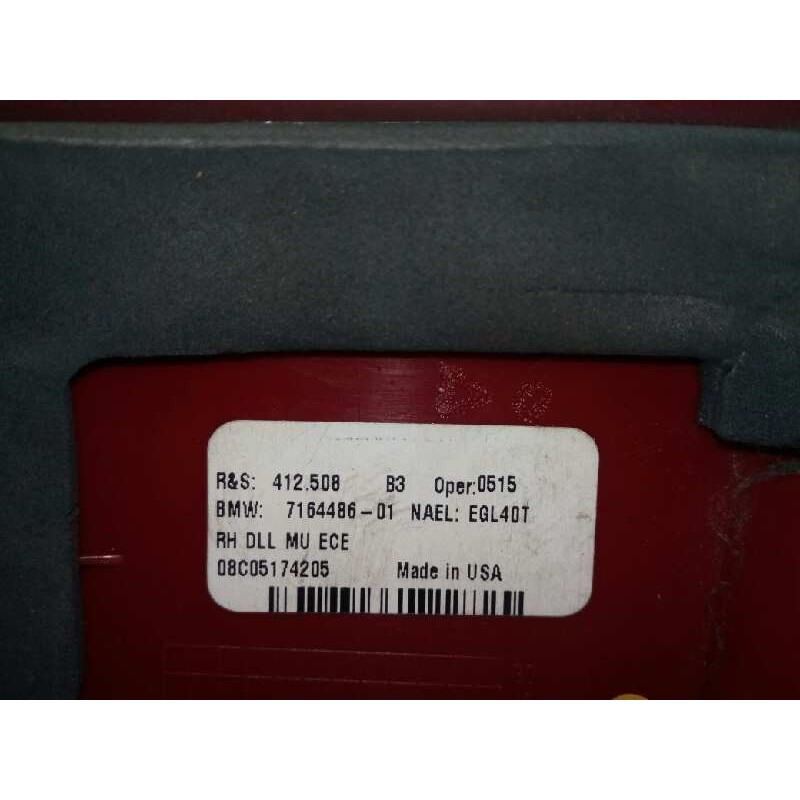 R&S: 412.508 B3 Oper:0515
BMW: 7164486-01 NAEL: EGL40T
RH DLL MU ECE
08C05174205 Made in USA